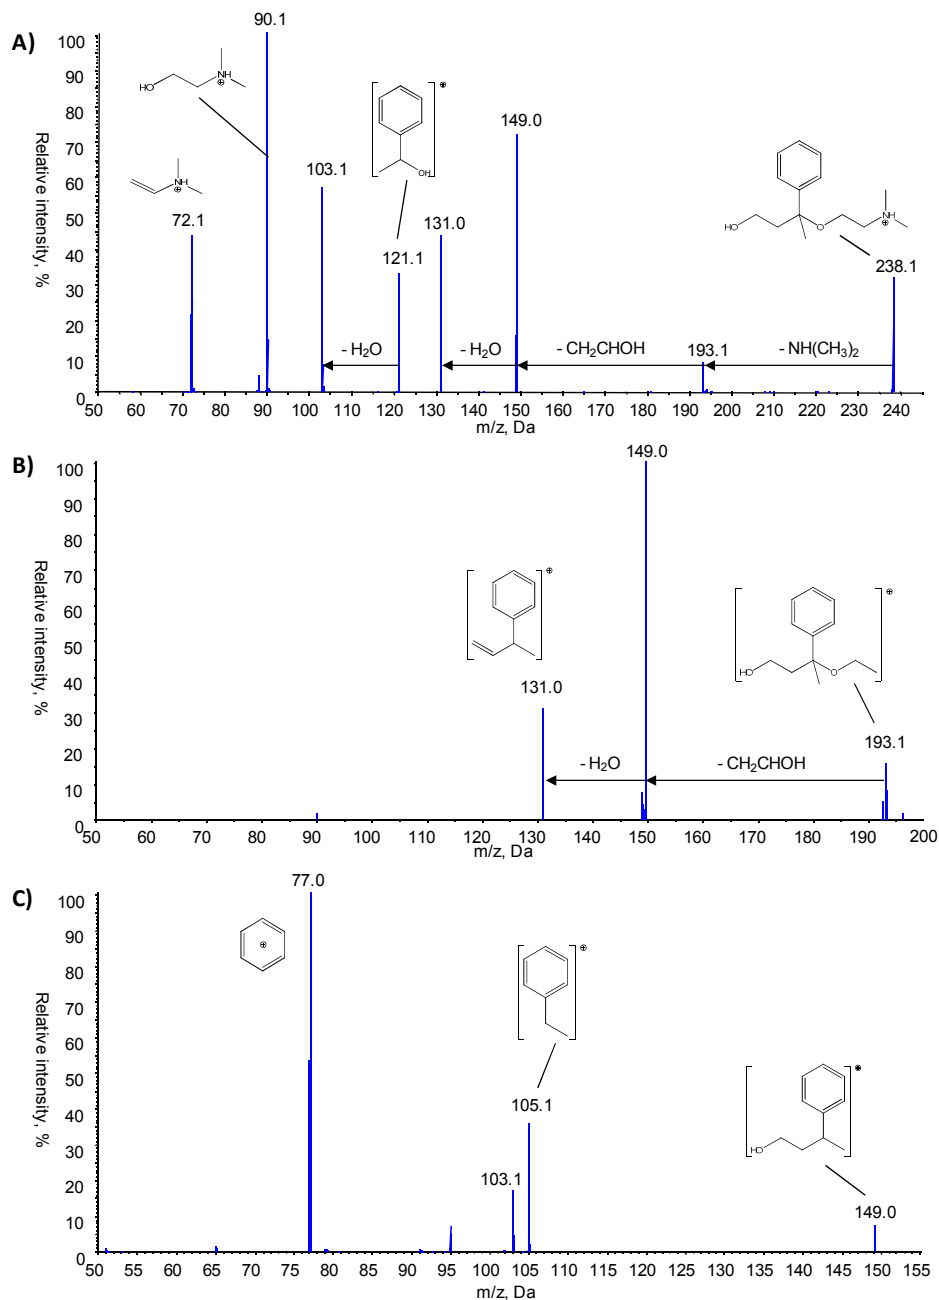 A)
90.1
HO
NH
OH
149.0
103.1
NH
72.1
131.0
121.1
HO
O
NH
238.1
- H2O
- H2O
- CH2CHOH
193.1
- NH(CH3)2
Relative intensity, %
100
90
80
70
60
50
40
30
20
10
0
50 60 70 80 90 100 110 120 130 140 150 160 170 180 190 200 210 220 230 240
m/z, Da
B)
149.0
131.0
HO
O
193.1
- H2O
- CH2CHOH
Relative intensity, %
100
90
80
70
60
50
40
30
20
10
0
50 60 70 80 90 100 110 120 130 140 150 160 170 180 190 200
m/z, Da
C)
77.0
105.1
103.1
HO
149.0
Relative intensity, %
100
90
80
70
60
50
40
30
20
10
0
50 55 60 65 70 75 80 85 90 95 100 105 110 115 120 125 130 135 140 145 150 155
m/z, Da